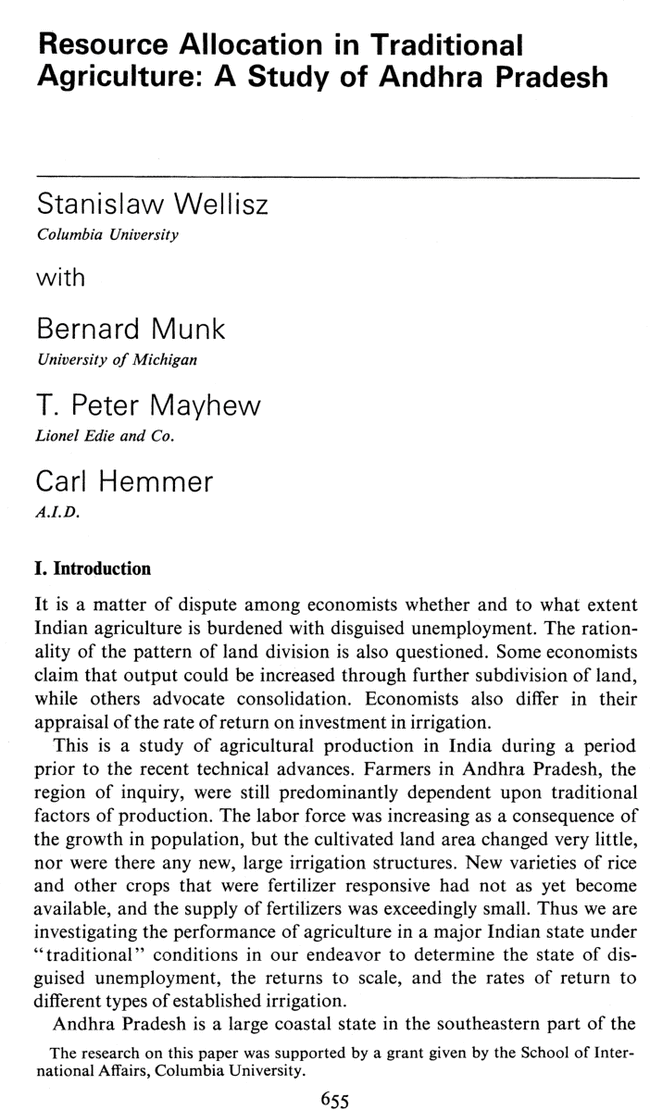 Resource Allocation in Traditional
Agriculture: A Study of Andhra Pradesh
Stanislaw Wellisz
Columbia University
with
Bernard Munk
University of Michigan
T. Peter Mayhew
Lionel Edie and Co.
Carl Hemmer
A.I.D.
I. Introduction
It is a matter of dispute among economists whether and to what extent
Indian agriculture is burdened with disguised unemployment. The ration-
ality of the pattern of land division is also questioned. Some economists
claim that output could be increased through further subdivision of land,
while others advocate consolidation. Economists also differ in their
appraisal of the rate of return on investment in irrigation.
This is a study of agricultural production in India during a period
prior to the recent technical advances. Farmers in Andhra Pradesh, the
region of inquiry, were still predominantly dependent upon traditional
factors of production. The labor force was increasing as a consequence of
the growth in population, but the cultivated land area changed very little,
nor were there any new, large irrigation structures. New varieties of rice
and other crops that were fertilizer responsive had not as yet become
available, and the supply of fertilizers was exceedingly small. Thus we are
investigating the performance of agriculture in a major Indian state under
“traditional” conditions in our endeavor to determine the state of dis-
guised unemployment, the returns to scale, and the rates of return to
different types of established irrigation.
Andhra Pradesh is a large coastal state in the southeastern part of the
The research on this paper was supported by a grant given by the School of Inter-
national Affairs, Columbia University.
655